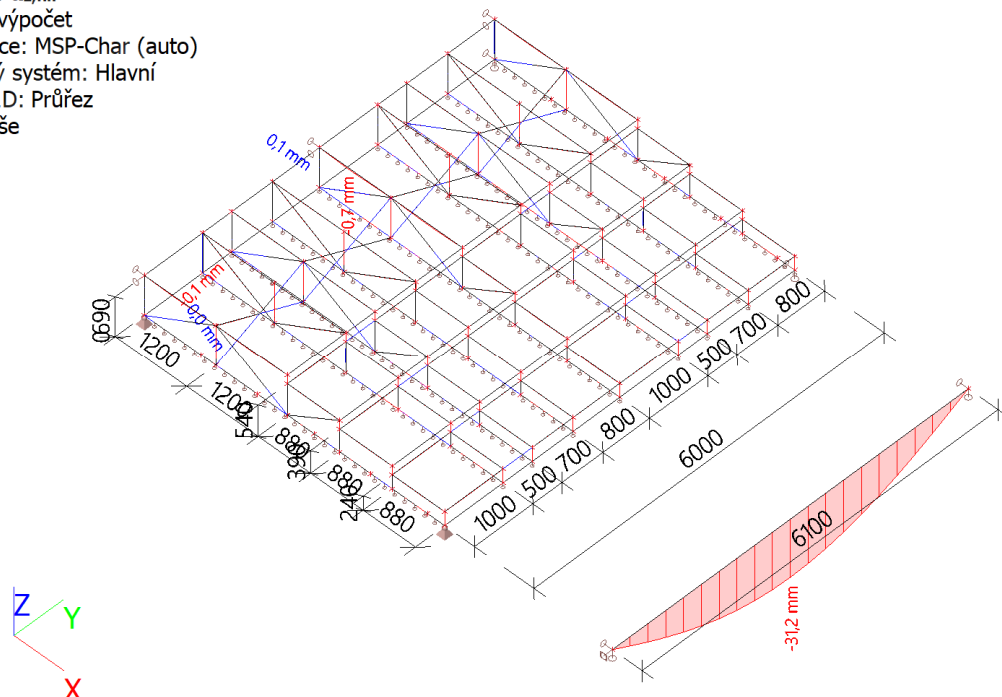 výpočet
ce: MSP-Char (auto)
ý systém: Hlavní
D: Průřez
še
0,1 mm
-0,7 mm
-0,1 mm
-0,0 mm
0690
1200
1200
540
880
390
880
240
880
1000
500
700
800
1000
500
700
800
6000
6100
-31,2 mm
Z
Y
X